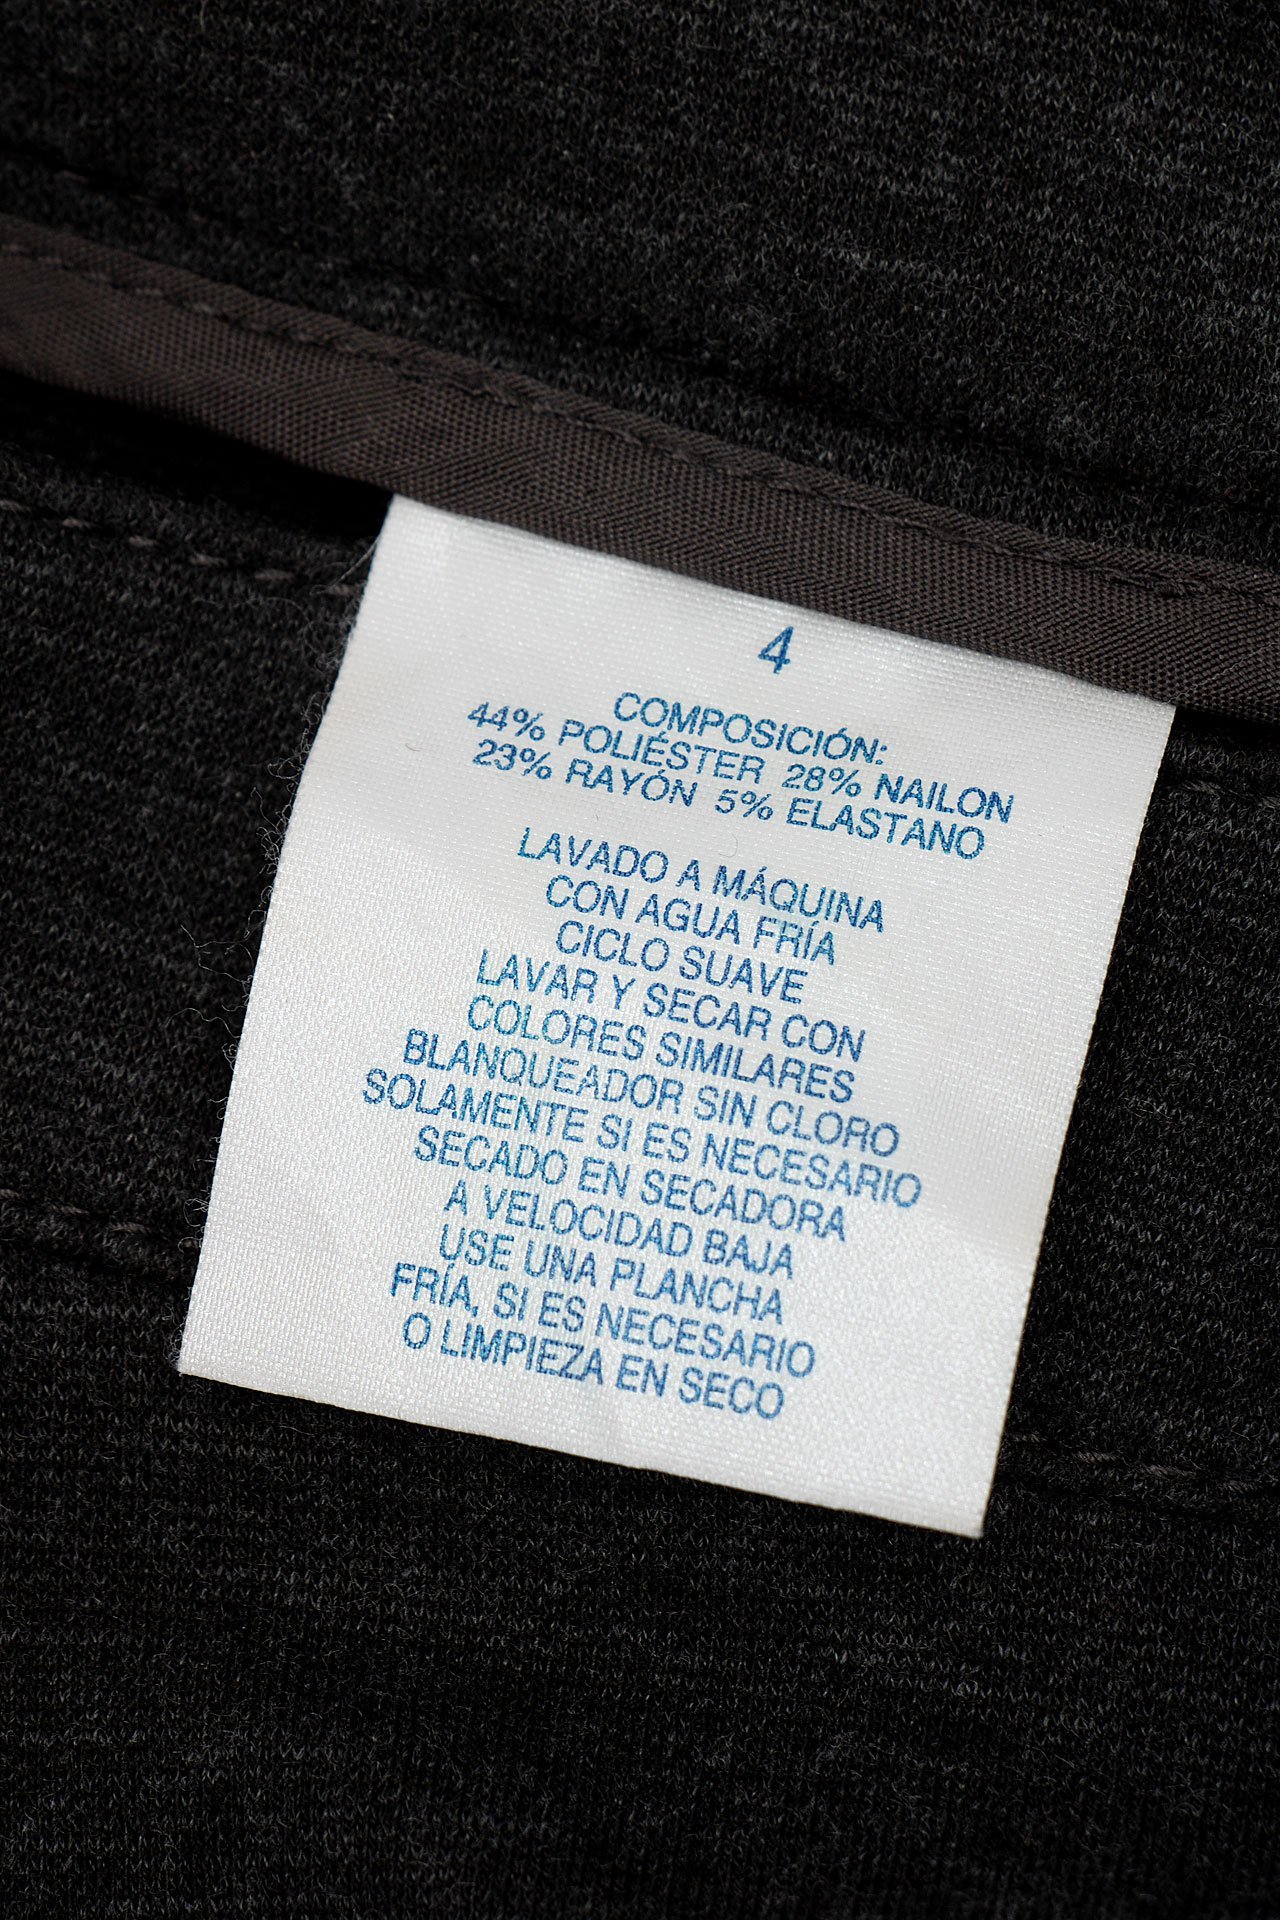 4
COMPOSICIÓN:
44% POLIÉSTER 28% NAILON
23% RAYÓN 5% ELASTANO
LAVADO A MÁQUINA
CON AGUA FRÍA
CICLO SUAVE
LAVAR Y SECAR CON
COLORES SIMILARES
BLANQUEADOR SIN CLORO
SOLAMENTE SI ES NECESARIO
SECADO EN SECADORA
A VELOCIDAD BAJA
USE UNA PLANCHA
FRÍA, SI ES NECESARIO
O LIMPIEZA EN SECO